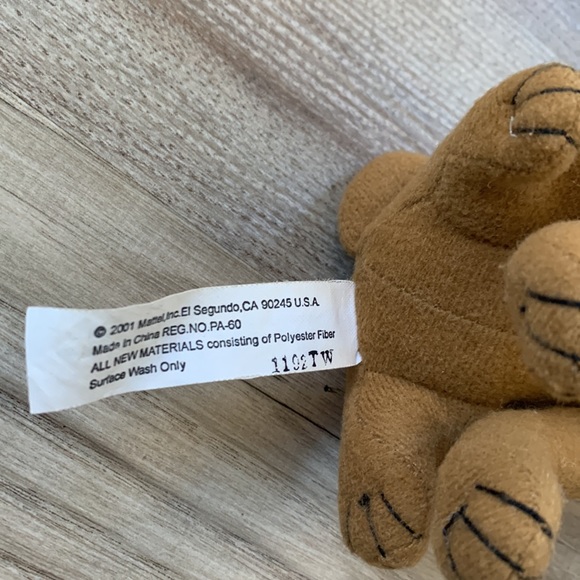 © 2001 Mattel,Inc.El Segundo,CA 90245 U.S.A.
Made in China REG.NO.PA-60
ALL NEW MATERIALS consisting of Polyester Fiber
Surface Wash Only 1192TW